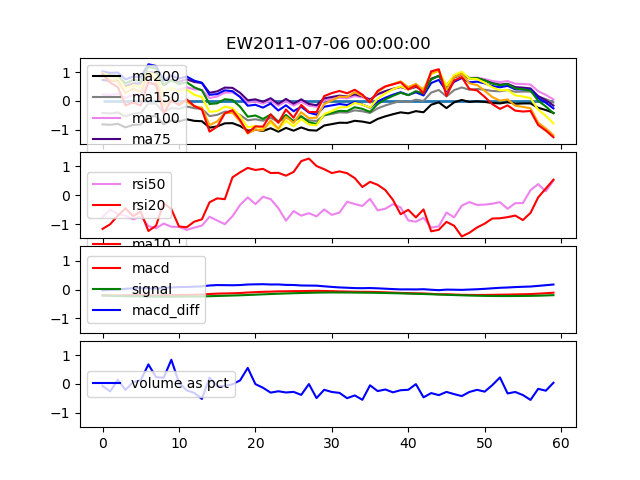 EW2011-07-06 00:00:00
1
0
−1
ma200
ma150
ma100
ma75
1
0
−1
rsi50
rsi20
ma10
1
0
−1
macd
signal
macd_diff
1
0
−1
volume as pct
0 10 20 30 40 50 60